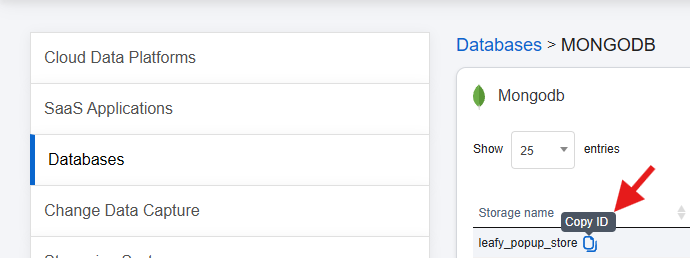 Cloud Data Platforms
SaaS Applications
Databases
Change Data Capture
Databases > MONGODB
Mongodb
Show 25 entries
Storage name
Copy ID
leafy_popup_store